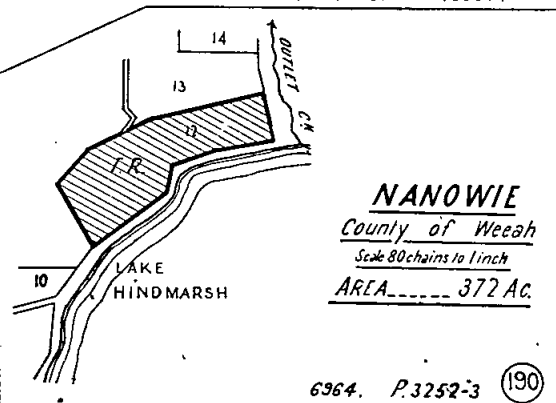 14
OUTLET CK
13
12
T.R.
NANOWIE
County of Weeah
Scale 80 chains to 1 inch
AREA______ 372 Ac.
10
LAKE
HINDMARSH
6964. P.3252-3 190